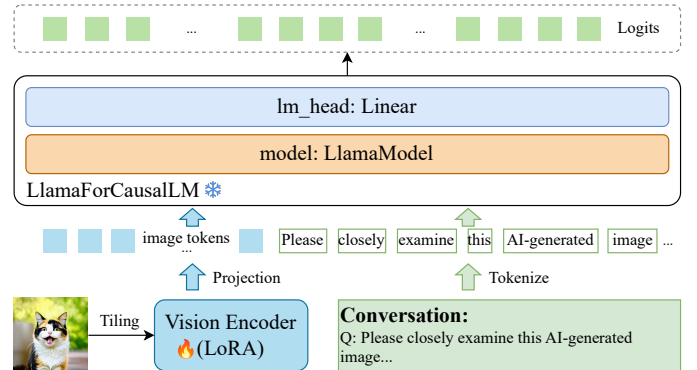 ... ... Logits
lm_head: Linear
model: LlamaModel
LlamaForCausalLM
image tokens ... Please closely examine this AI-generated image ...
Projection Tokenize
Tiling
Vision Encoder
(LoRA)
Conversation:
Q: Please closely examine this AI-generated
image...